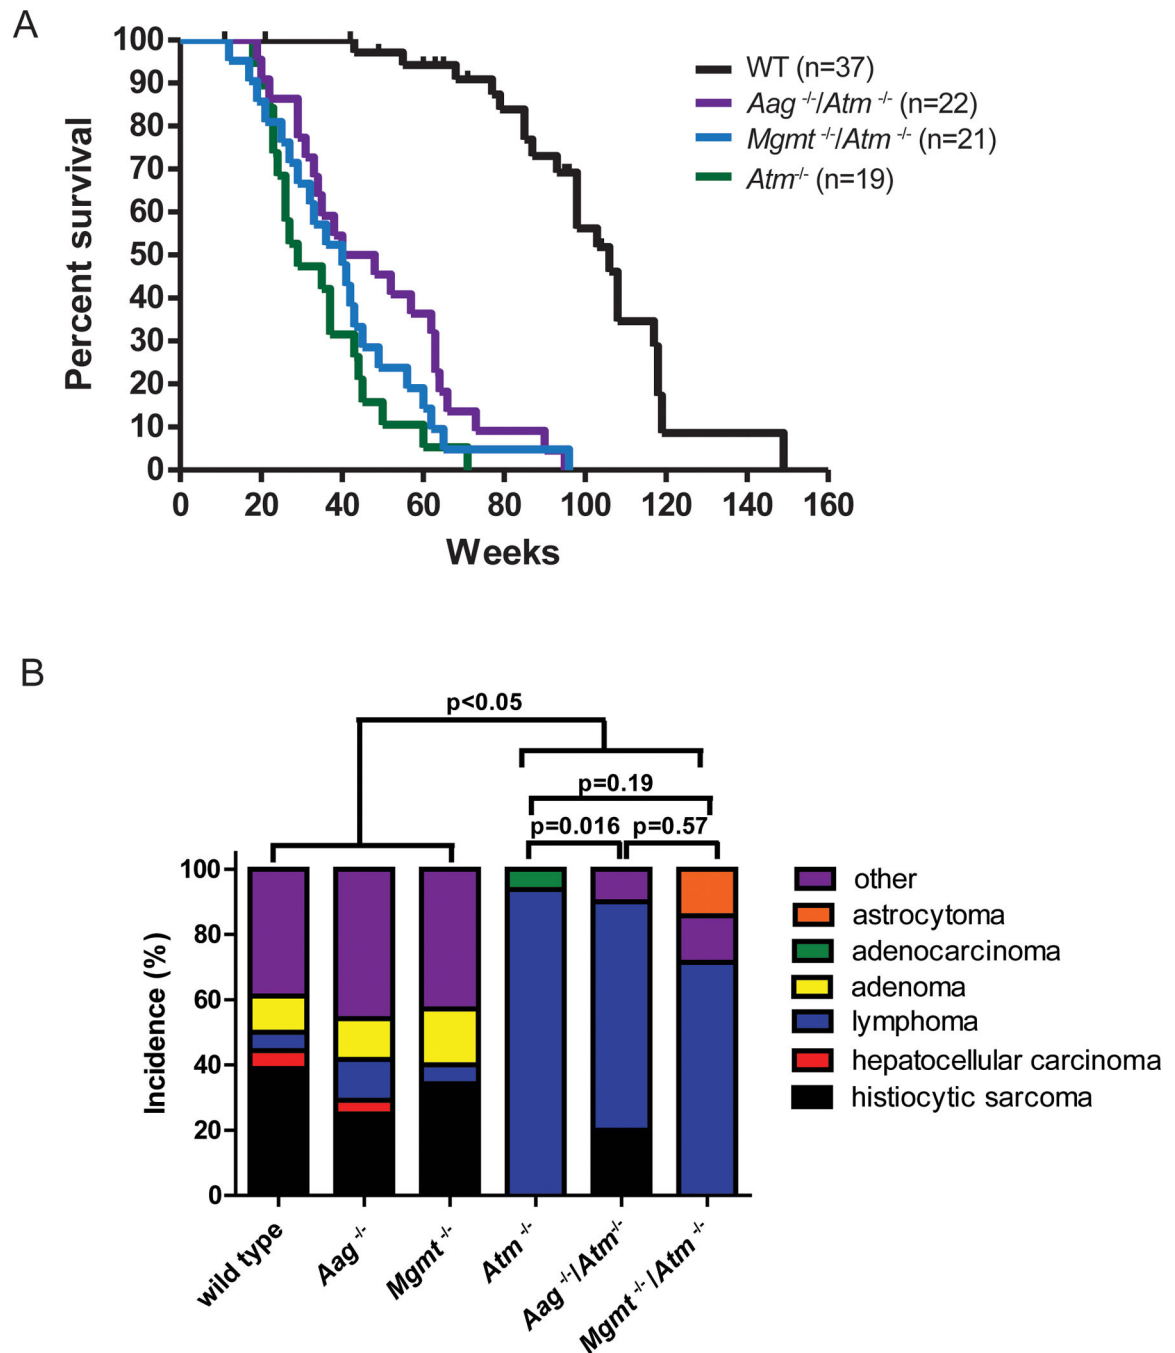 A
100
90
80
70
60
50
40
30
20
10
0
Percent survival
0 20 40 60 80 100 120 140 160
Weeks
WT (n=37)
Aag -/-/Atm -/- (n=22)
Mgmt -/-/Atm -/- (n=21)
Atm-/- (n=19)
B
p<0.05
p=0.19
p=0.016 p=0.57
100
80
60
40
20
0
Incidence (%)
wild type
Aag -/-
Mgmt -/-
Atm -/-
Aag -/-/Atm-/-
Mgmt -/-/Atm -/-
other
astrocytoma
adenocarcinoma
adenoma
lymphoma
hepatocellular carcinoma
histiocytic sarcoma